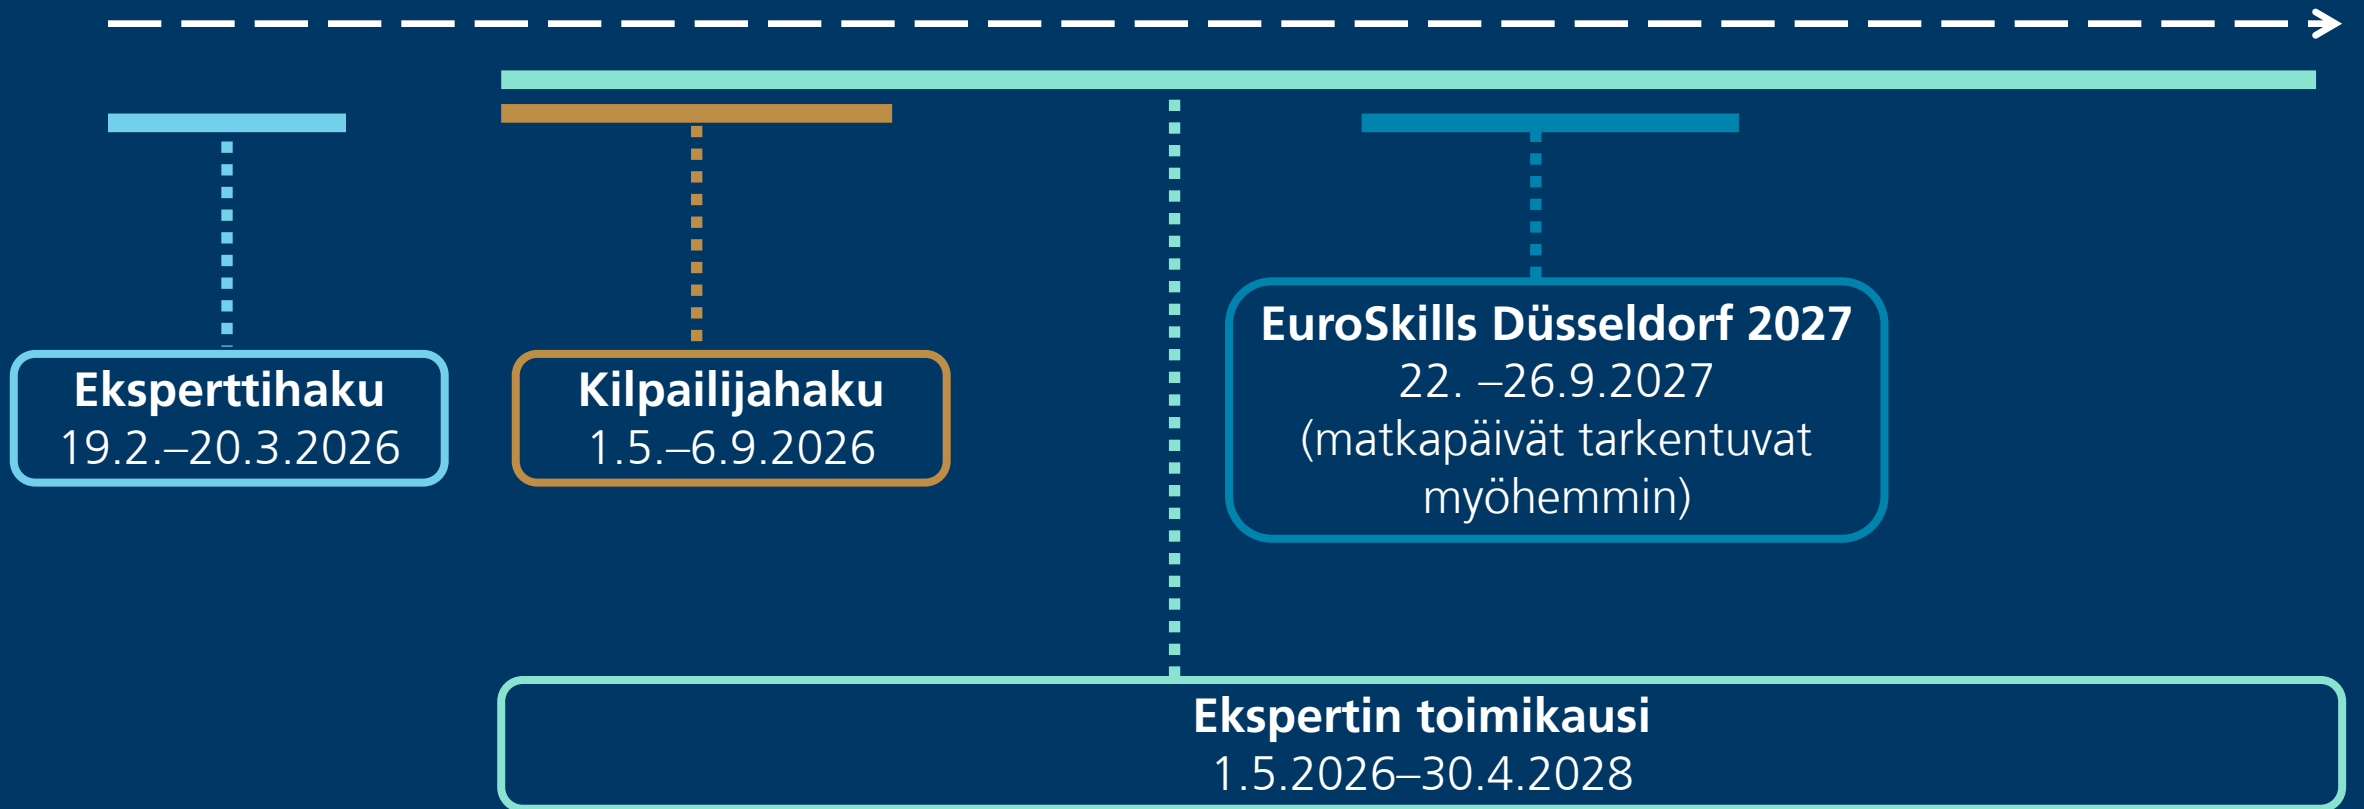 Eksperttihaku
19.2.–20.3.2026
Kilpailijahaku
1.5.–6.9.2026
EuroSkills Düsseldorf 2027
22. –26.9.2027
(matkapäivät tarkentuvat
myöhemmin)
Ekspertin toimikausi
1.5.2026–30.4.2028